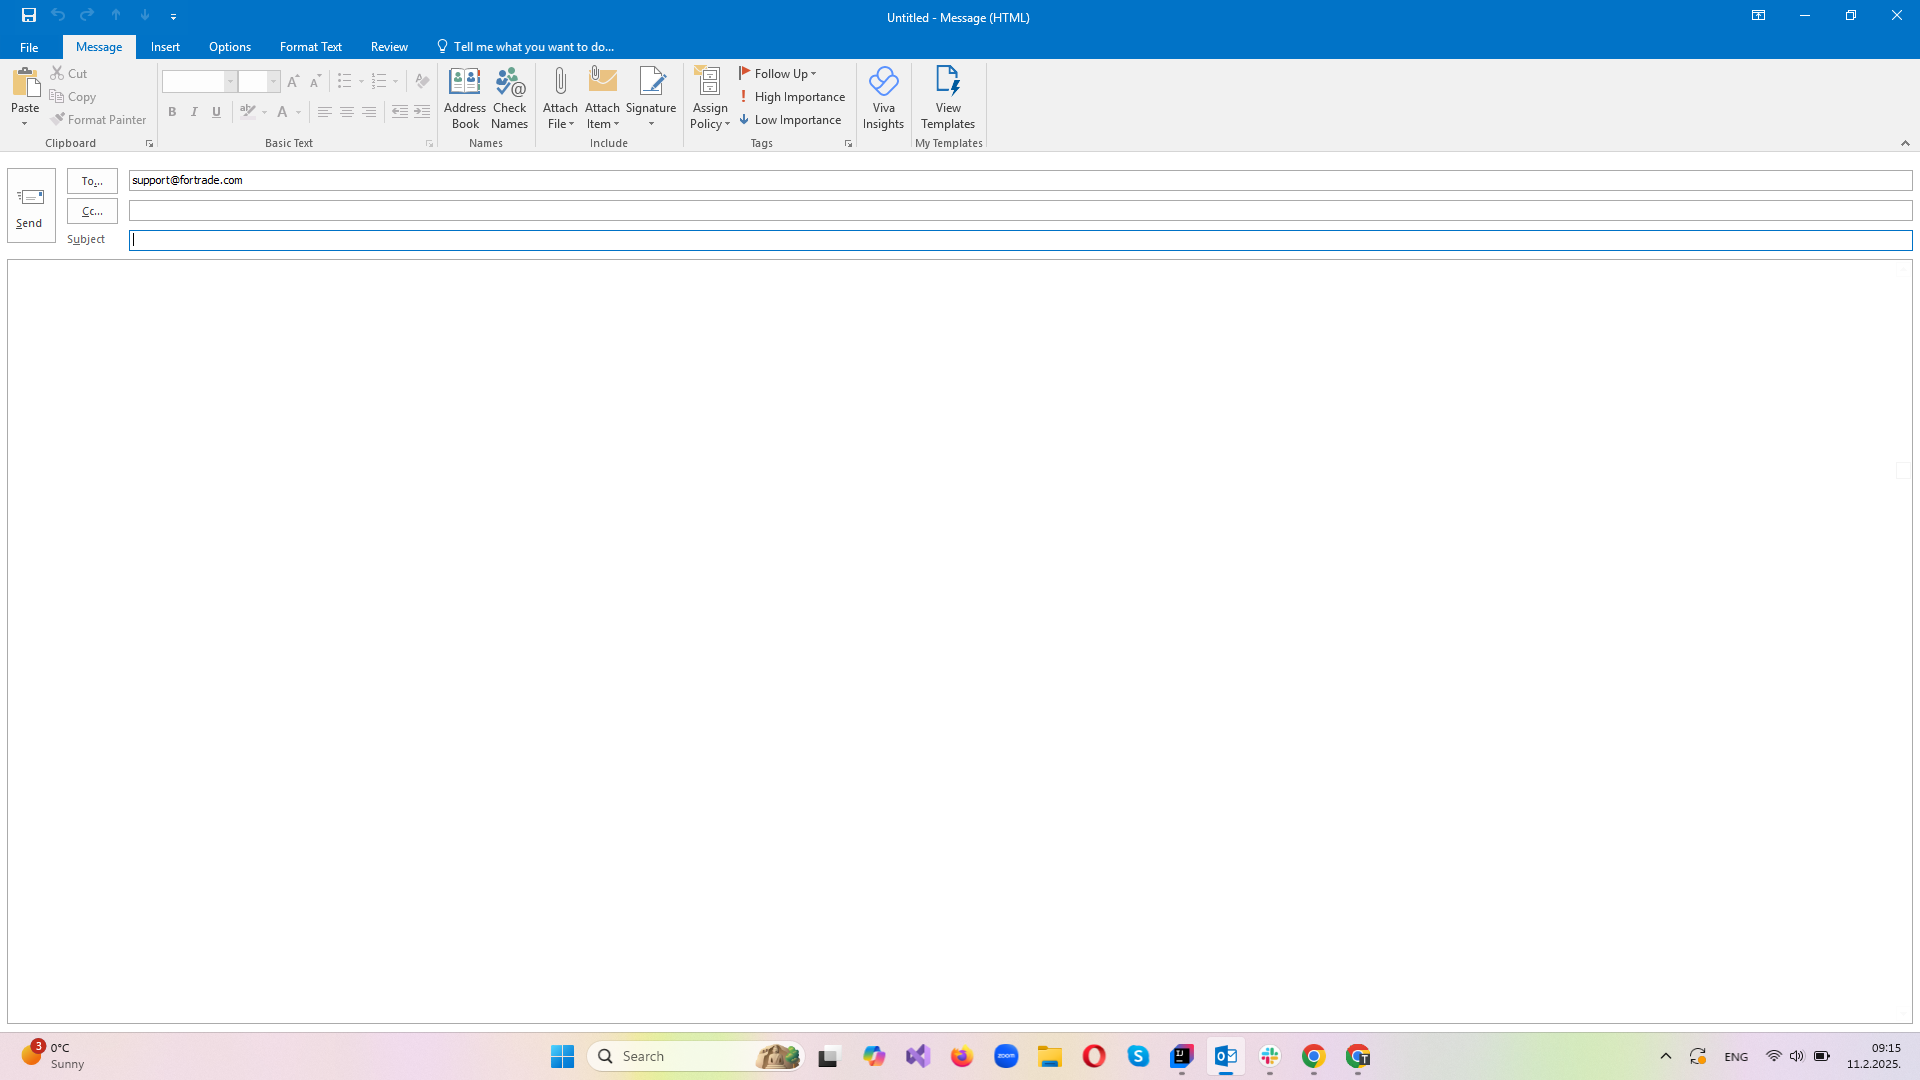 Untitled - Message (HTML)
File Message Insert Options Format Text Review Tell me what you want to do...
Paste
Cut
Copy
Format Painter
Clipboard
B I U
Basic Text
Address Book
Check Names
Names
Attach File
Attach Item
Signature
Include
Assign Policy
Follow Up
High Importance
Low Importance
Tags
Viva Insights
View Templates
My Templates
Send
To... support@fortrade.com
Cc...
Subject
3
0°C
Sunny
Search
zoom
ENG
09:15
11.2.2025.